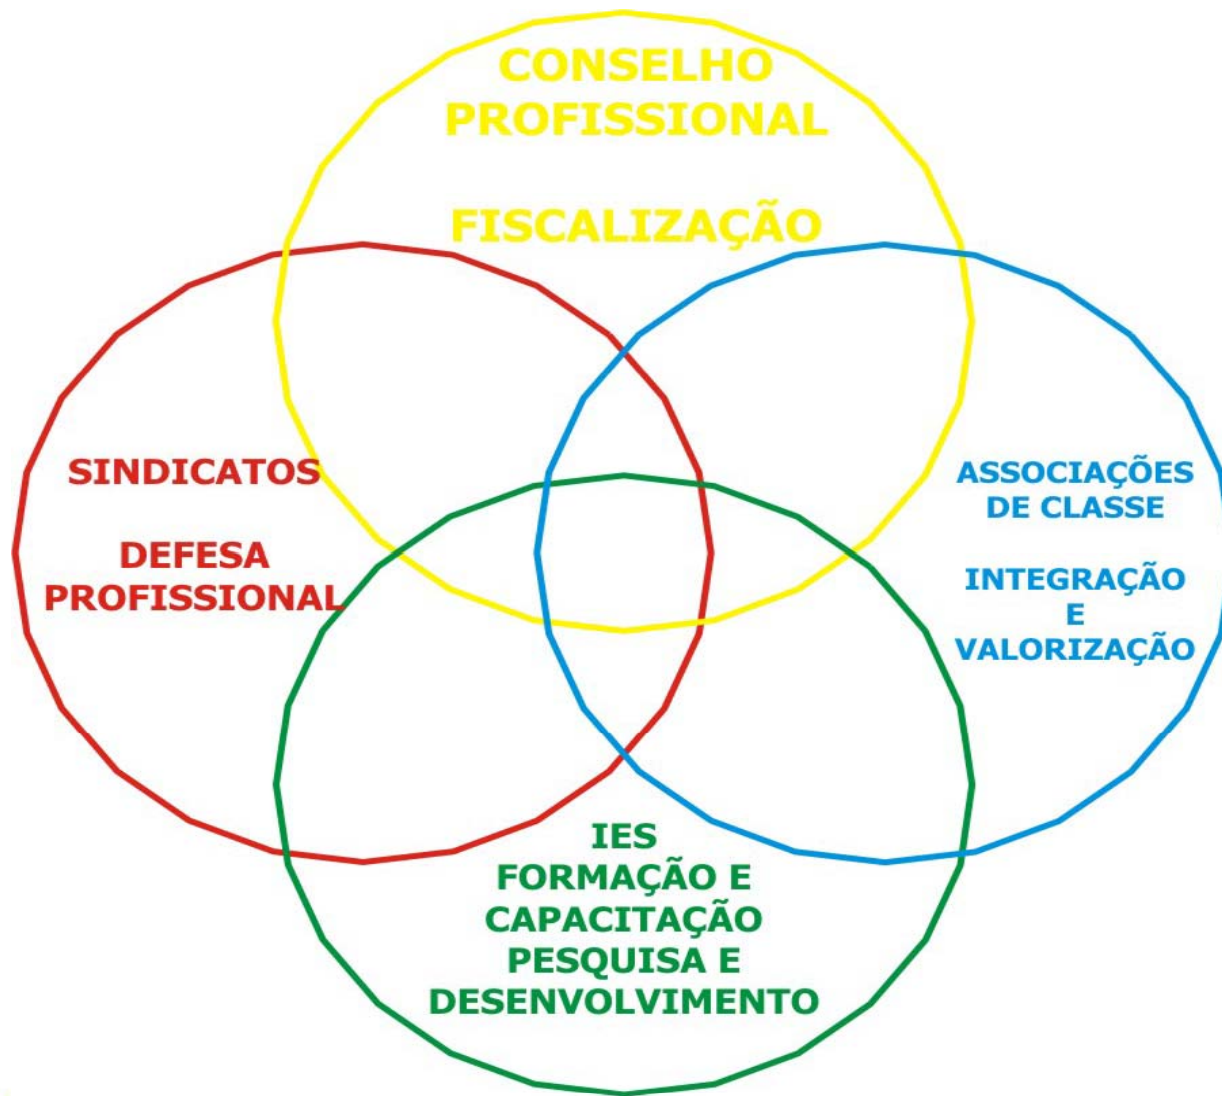 CONSELHO
PROFISSIONAL
FISCALIZAÇÃO
SINDICATOS
DEFESA
PROFISSIONAL
ASSOCIAÇÕES
DE CLASSE
INTEGRAÇÃO
E
VALORIZAÇÃO
IES
FORMAÇÃO E
CAPACITAÇÃO
PESQUISA E
DESENVOLVIMENTO